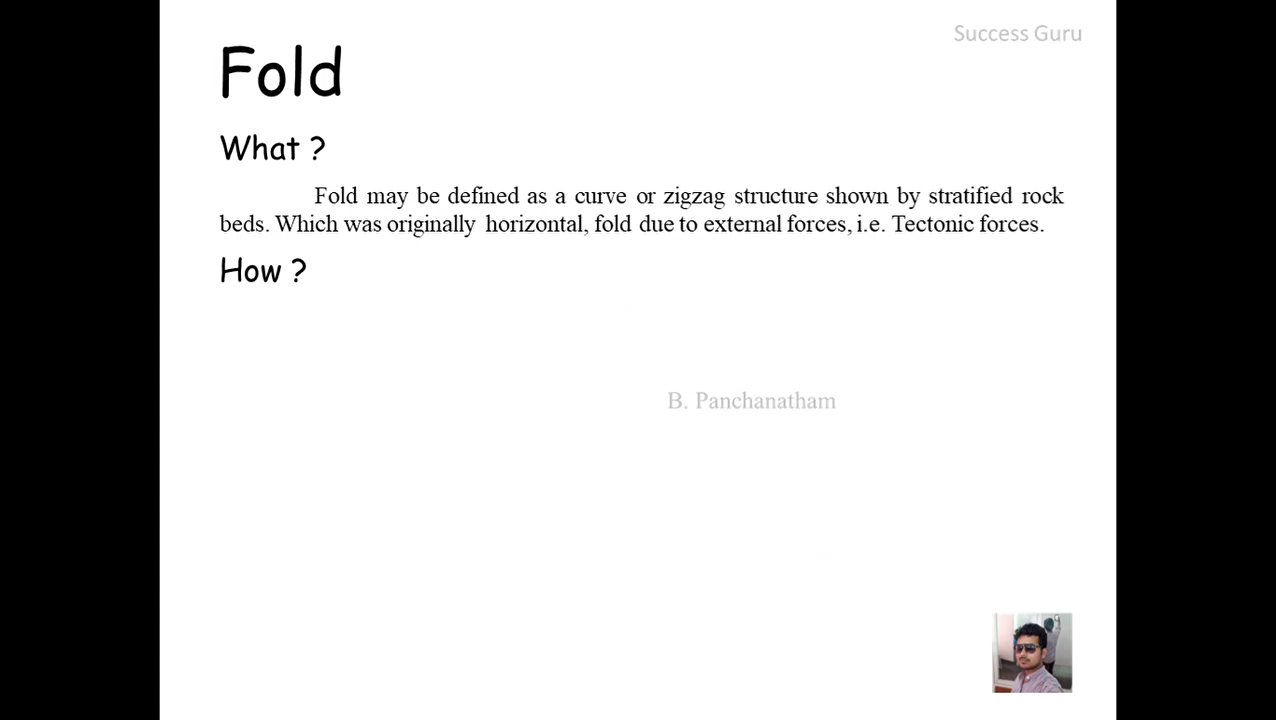 Success Guru
Fold
What ?
Fold may be defined as a curve or zigzag structure shown by stratified rock
beds. Which was originally horizontal, fold due to external forces, i.e. Tectonic forces.
How ?
B. Panchanatham